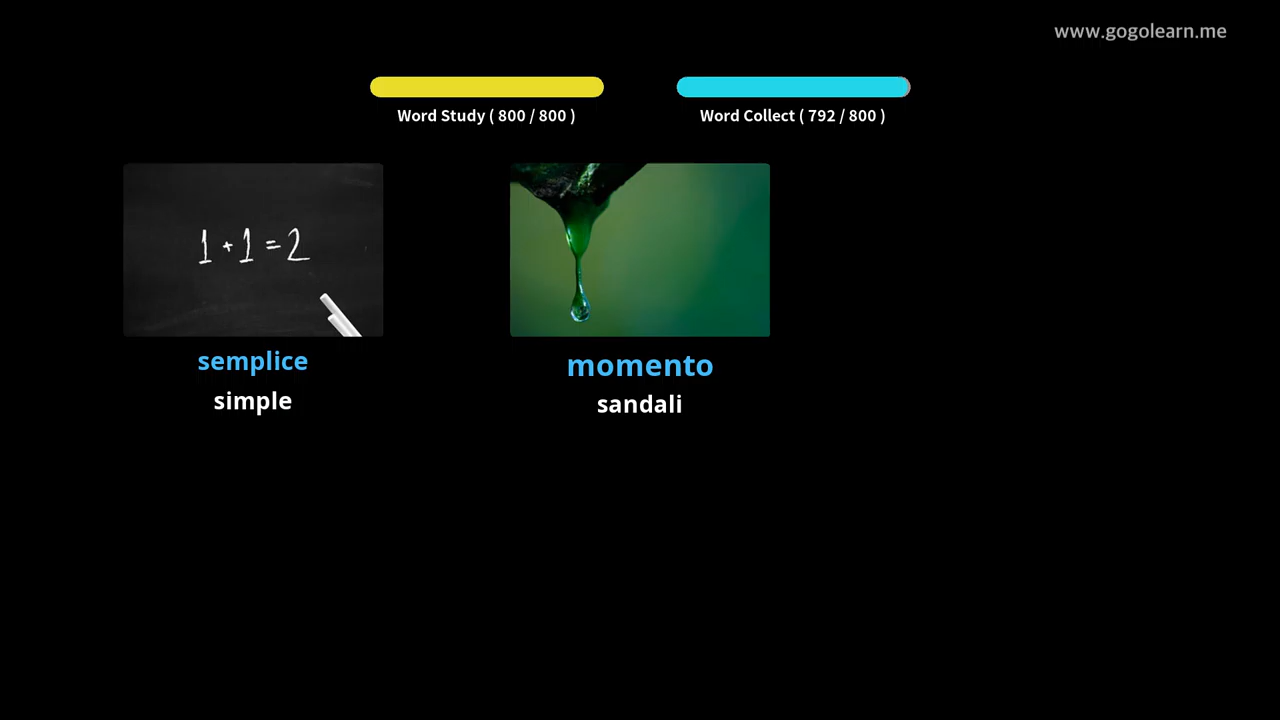 www.gogolearn.me
Word Study ( 800 / 800 )
Word Collect ( 792 / 800 )
1 + 1 = 2
semplice
simple
momento
sandali